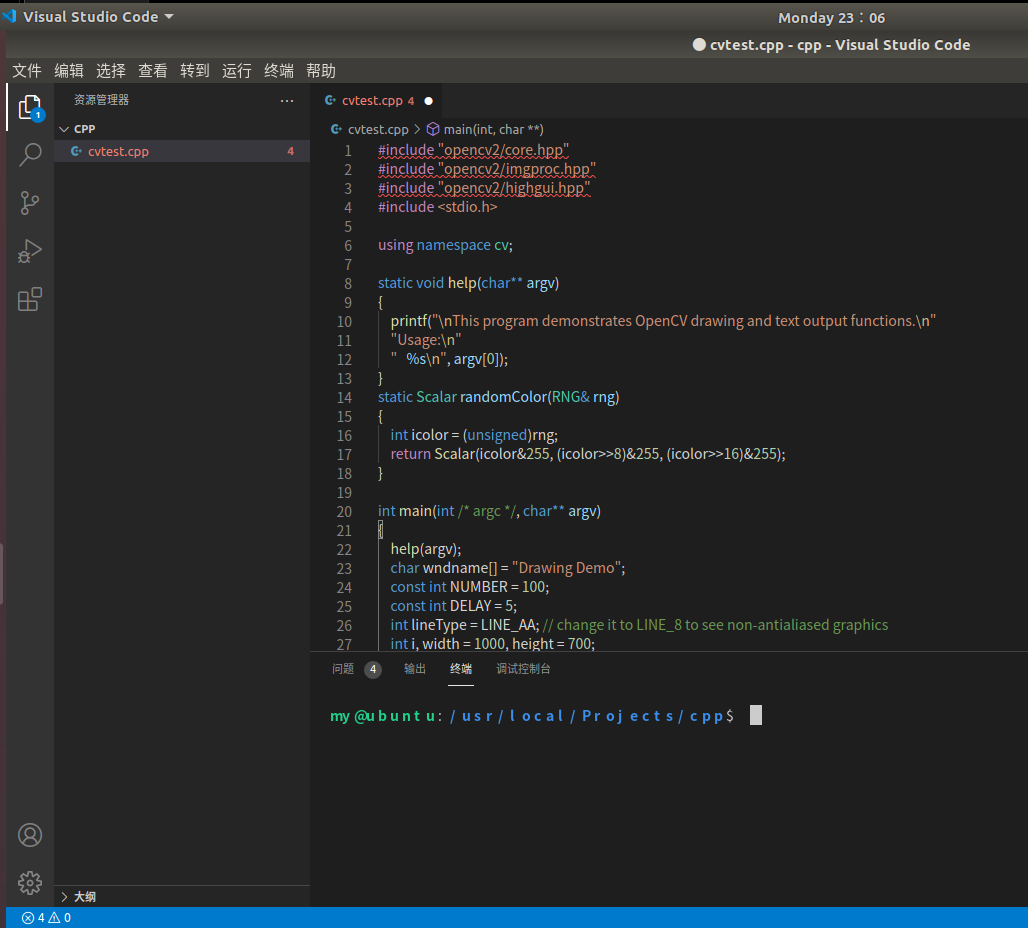 Visual Studio Code
Monday 23：06
cvtest.cpp - cpp - Visual Studio Code
文件 编辑 选择 查看 转到 运行 终端 帮助
1
资源管理器 ...
CPP
cvtest.cpp 4
大纲
cvtest.cpp 4
cvtest.cpp > main(int, char **)
1 #include "opencv2/core.hpp"
2 #include "opencv2/imgproc.hpp"
3 #include "opencv2/highgui.hpp"
4 #include <stdio.h>
5
6 using namespace cv;
7
8 static void help(char** argv)
9 {
10 printf("\nThis program demonstrates OpenCV drawing and text output functions.\n"
11 "Usage:\n"
12 "   %s\n", argv[0]);
13 }
14 static Scalar randomColor(RNG& rng)
15 {
16 int icolor = (unsigned)rng;
17 return Scalar(icolor&255, (icolor>>8)&255, (icolor>>16)&255);
18 }
19
20 int main(int /* argc */, char** argv)
21 {
22 help(argv);
23 char wndname[] = "Drawing Demo";
24 const int NUMBER = 100;
25 const int DELAY = 5;
26 int lineType = LINE_AA; // change it to LINE_8 to see non-antialiased graphics
27 int i, width = 1000, height = 700;
问题 4 输出 终端 调试控制台
my@ubuntu:/usr/local/Projects/cpp$
4 0